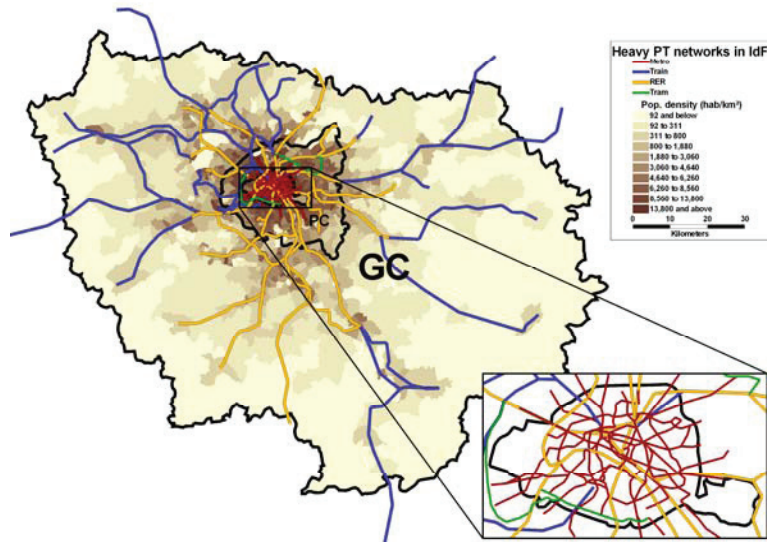 Heavy PT networks in IdF
Metro
Train
RER
Tram
Pop. density (hab/km²)
92 and below
92 to 311
311 to 800
800 to 1,880
1,880 to 3,060
3,060 to 4,640
4,640 to 6,260
6,260 to 8,560
8,560 to 13,800
13,800 and above
0 10 20 30
Kilometers
PC
GC